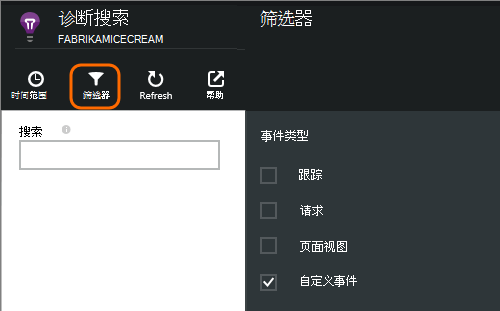 诊断搜索
FABRIKAMICECREAM
时间范围
筛选器
Refresh
帮助
搜索
筛选器
事件类型
跟踪
请求
页面视图
自定义事件